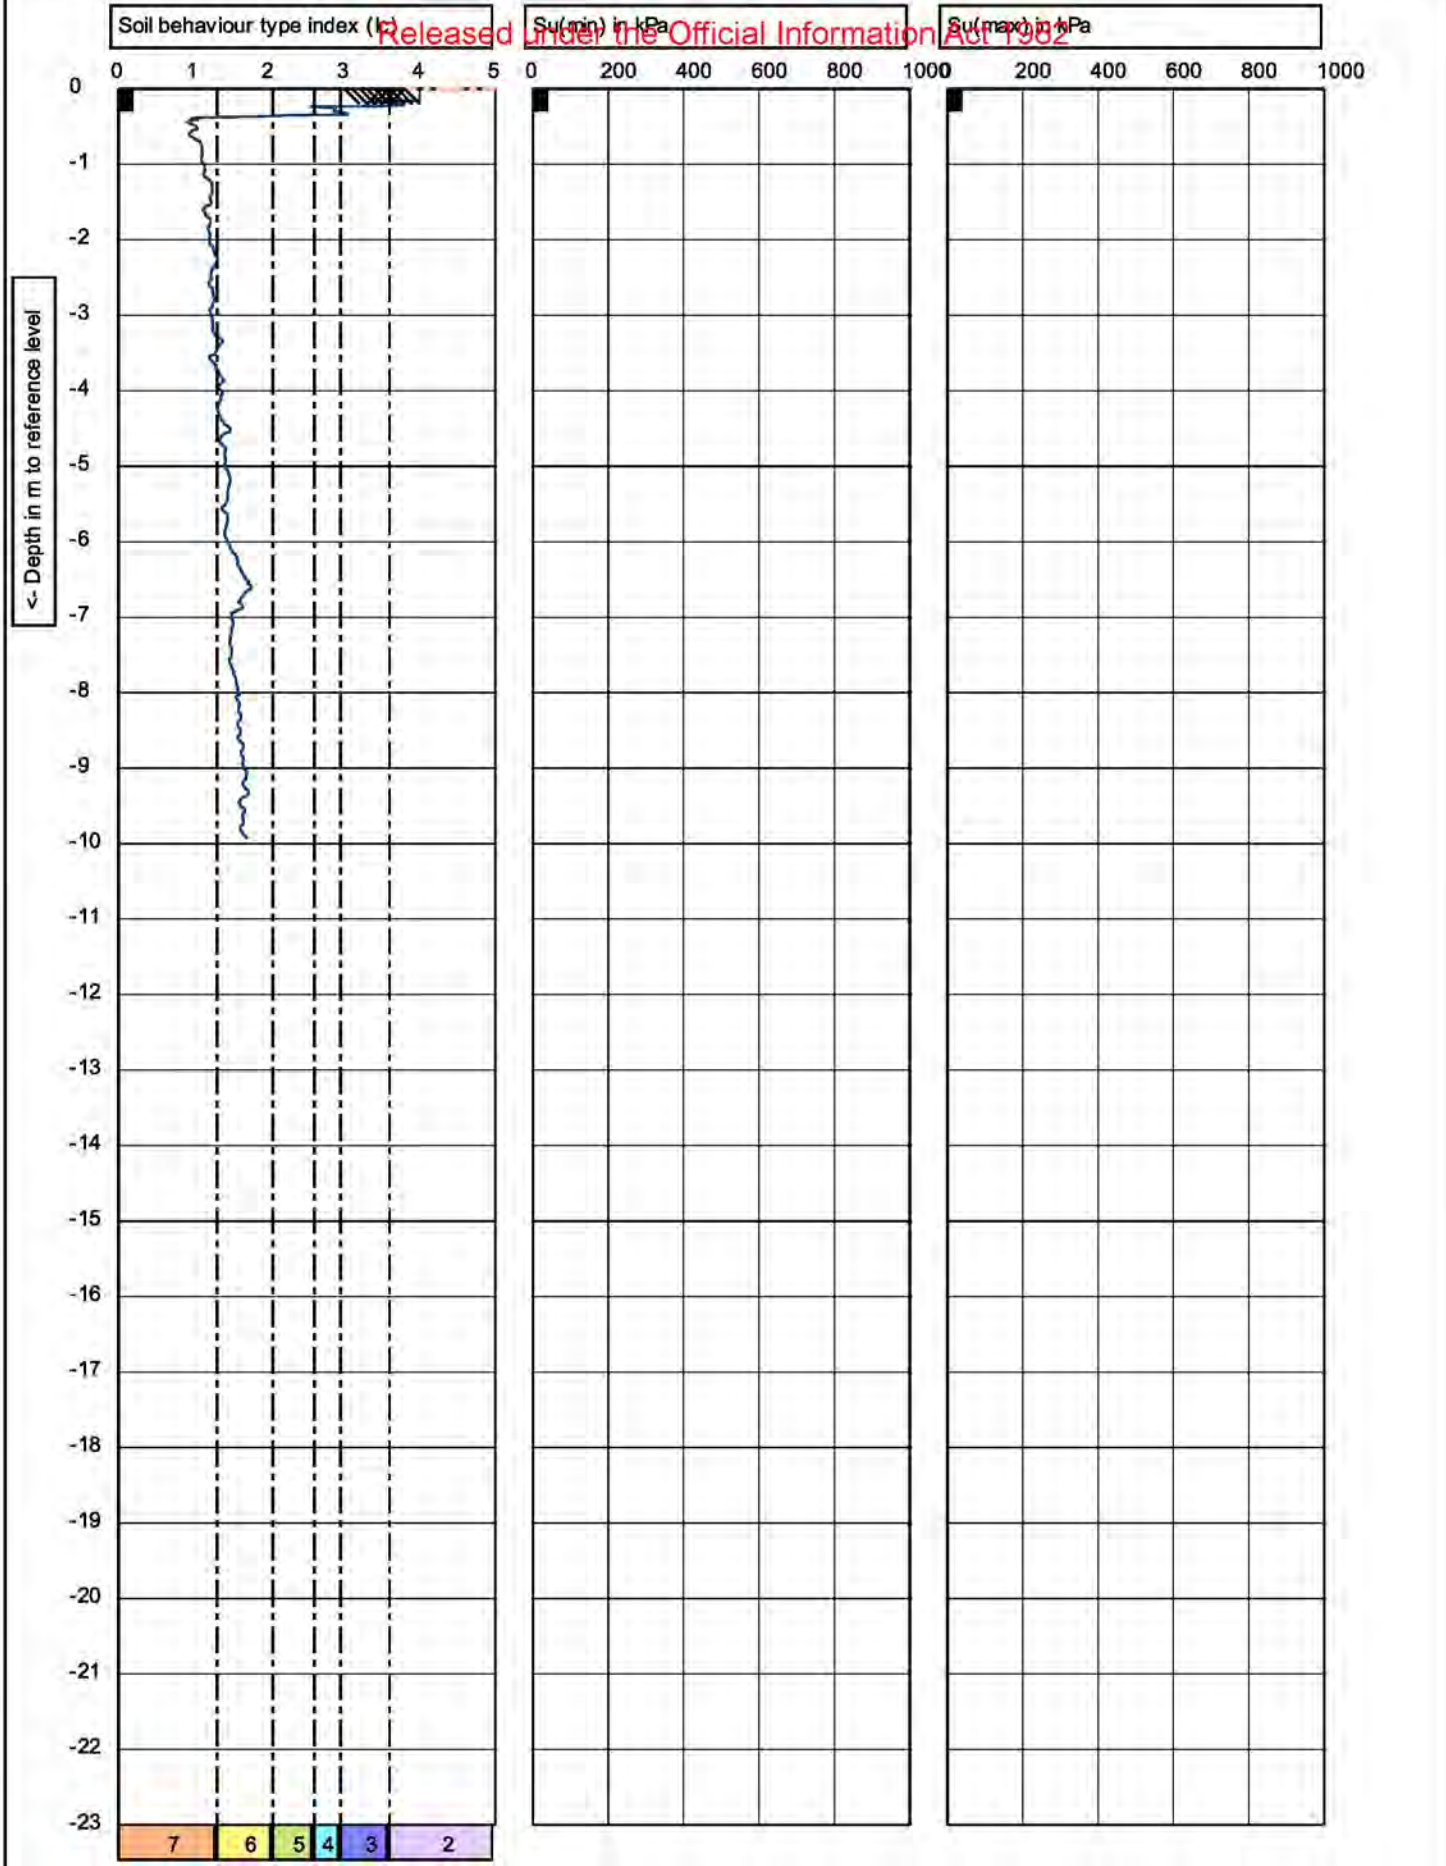 Released under the Official Information Act 1982
Soil behaviour type index (Ic)
Su(min) in kPa
Su(max) in kPa
0 1 2 3 4 5
0 200 400 600 800 1000
0 200 400 600 800 1000
<- Depth in m to reference level
0
-1
-2
-3
-4
-5
-6
-7
-8
-9
-10
-11
-12
-13
-14
-15
-16
-17
-18
-19
-20
-21
-22
-23
7 6 5 4 3 2